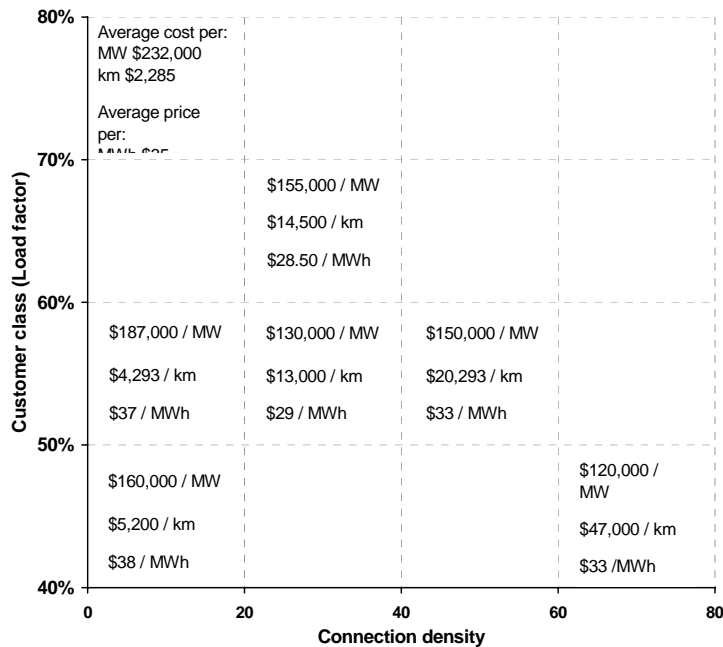 80%
Average cost per:
MW $232,000
km $2,285
Average price
per:
70%
$155,000 / MW
$14,500 / km
$28.50 / MWh
60%
$187,000 / MW
$130,000 / MW
$150,000 / MW
$4,293 / km
$13,000 / km
$20,293 / km
$37 / MWh
$29 / MWh
$33 / MWh
50%
$160,000 / MW
$120,000 /
MW
$5,200 / km
$47,000 / km
$38 / MWh
$33 /MWh
40%
0
20
40
60
80
Connection density
Customer class (Load factor)